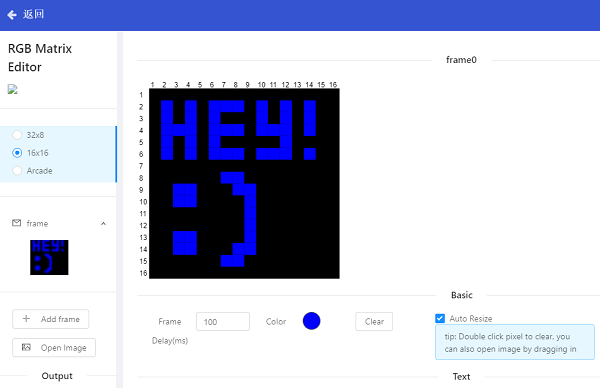 返回
RGB Matrix
Editor
32x8
16x16
Arcade
frame
HEY!
:)
Add frame
Open Image
Output
frame0
1 2 3 4 5 6 7 8 9 10 11 12 13 14 15 16
1
2
3
4
5
6
7
8
9
10
11
12
13
14
15
16
HEY!
:)
Basic
Frame
Delay(ms)
100
Color
Clear
Auto Resize
tip: Double click pixel to clear, you
can also open image by dragging in
Text